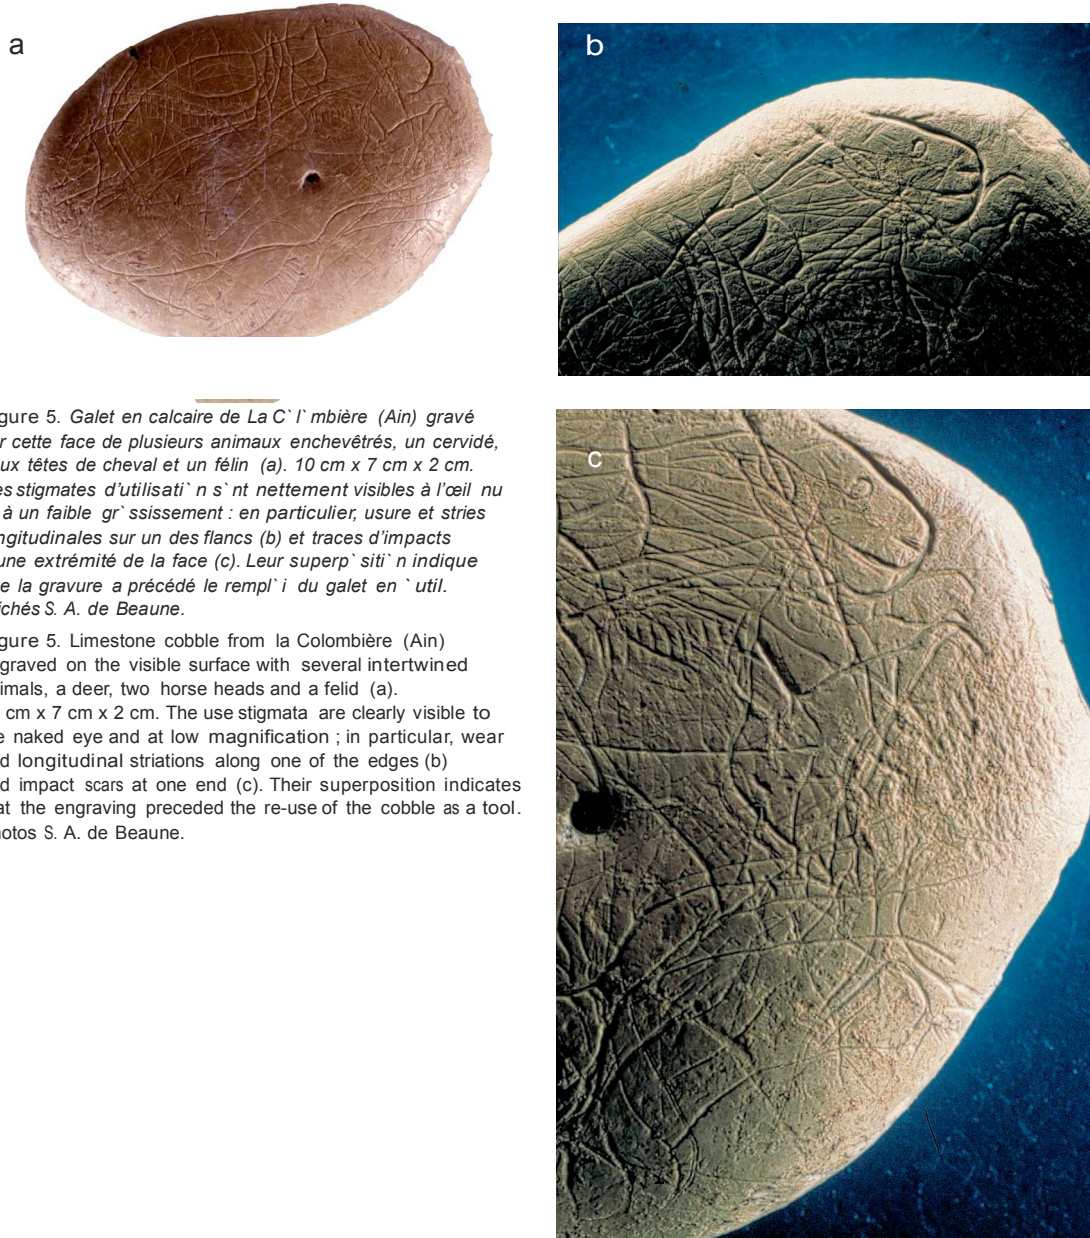 a
b
gure 5. Galet en calcaire de La C` l` mbière (Ain) gravé
r cette face de plusieurs animaux enchevêtrés, un cervidé,
ux têtes de cheval et un félin (a). 10 cm x 7 cm x 2 cm.
es stigmates d'utilisati` n s` nt nettement visibles à l'œil nu
à un faible gr` ssissement : en particulier, usure et stries
ngitudinales sur un des flancs (b) et traces d'impacts
une extrémité de la face (c). Leur superp` siti` n indique
e la gravure a précédé le rempl` i du galet en ` util.
ichés S. A. de Beaune.
gure 5. Limestone cobble from la Colombière (Ain)
graved on the visible surface with several intertwined
imals, a deer, two horse heads and a felid (a).
cm x 7 cm x 2 cm. The use stigmata are clearly visible to
e naked eye and at low magnification ; in particular, wear
d longitudinal striations along one of the edges (b)
d impact scars at one end (c). Their superposition indicates
at the engraving preceded the re-use of the cobble as a tool.
otos S. A. de Beaune.
c